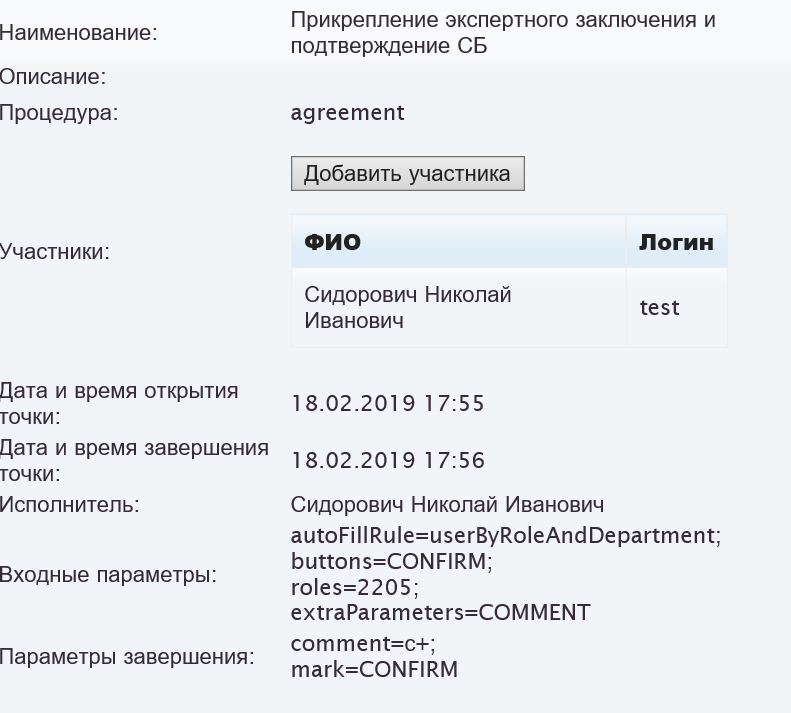 Наименование:
Прикрепление экспертного заключения и
подтверждение СБ
Описание:
Процедура:
agreement
Добавить участника
Участники:
ФИО
Логин
Сидорович Николай
Иванович
test
Дата и время открытия
точки:
18.02.2019 17:55
Дата и время завершения
точки:
18.02.2019 17:56
Исполнитель:
Сидорович Николай Иванович
Входные параметры:
autoFillRule=userByRoleAndDepartment;
buttons=CONFIRM;
roles=2205;
extraParameters=COMMENT
Параметры завершения:
comment=c+;
mark=CONFIRM